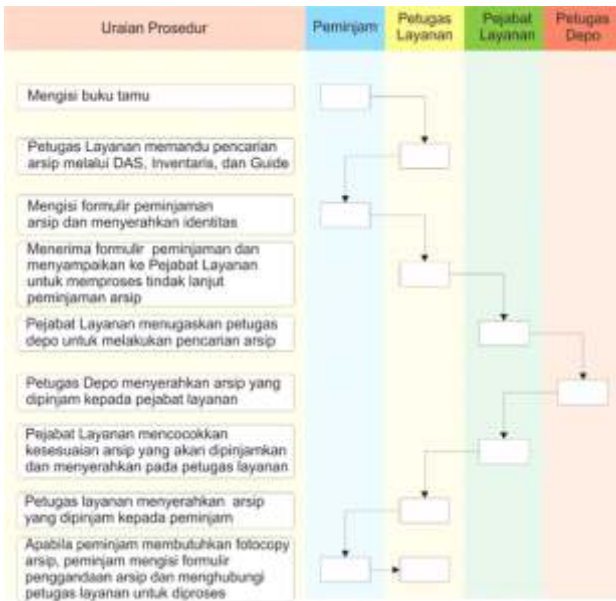 Uraian Prosedur
Peminjam
Petugas
Layanan
Pejabat
Layanan
Petugas
Depo
Mengisi buku tamu
Petugas Layanan memandu pencarian
arsip melalui DAS, Inventaris, dan Guide
Mengisi formulir peminjaman
arsip dan menyerahkan identitas
Menerima formulir peminjaman dan
menyampaikan ke Pejabat Layanan
untuk memproses tindak lanjut
peminjaman arsip
Pejabat Layanan menugaskan petugas
depo untuk melakukan pencarian arsip
Petugas Depo menyerahkan arsip yang
dipinjam kepada pejabat layanan
Pejabat Layanan mencocokkan
kesesuaian arsip yang akan dipinjamkan
dan menyerahkan pada petugas layanan
Petugas layanan menyerahkan arsip
yang dipinjam kepada peminjam
Apabila peminjam membutuhkan fotocopy
arsip, peminjam mengisi formulir
penggandaan arsip dan menghubungi
petugas layanan untuk diproses